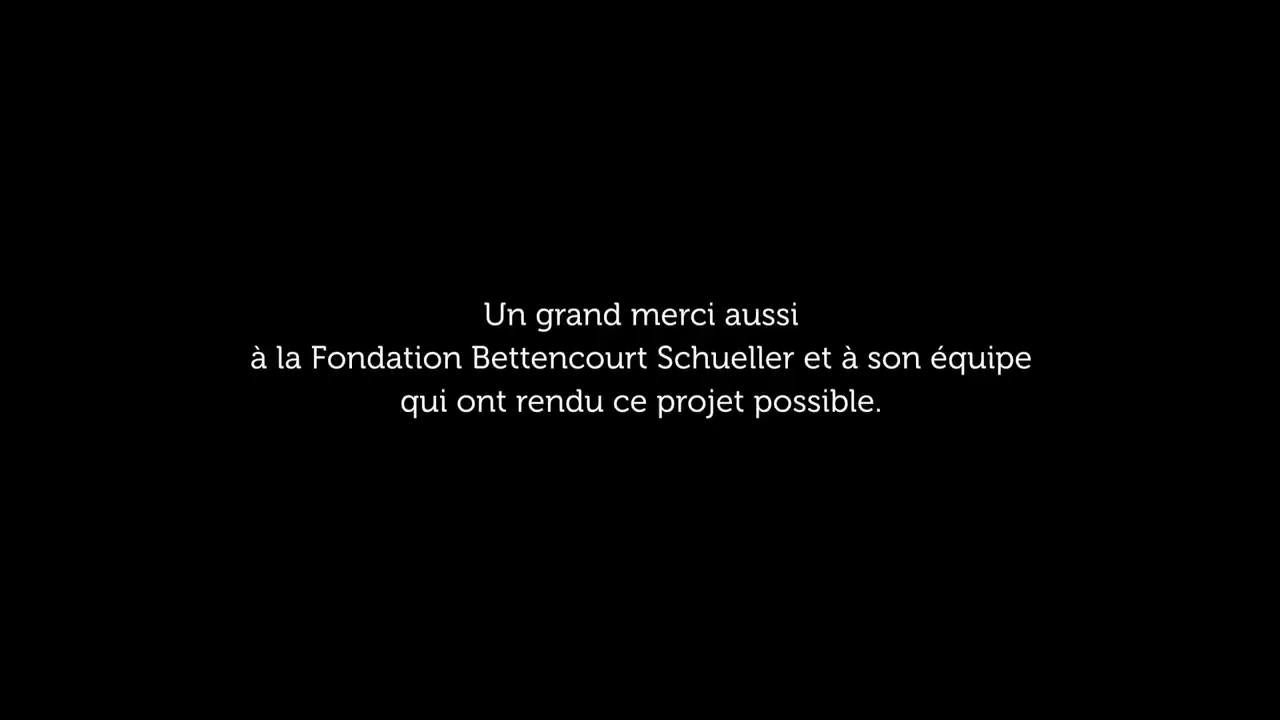 Un grand merci aussi
à la Fondation Bettencourt Schueller et à son équipe
qui ont rendu ce projet possible.